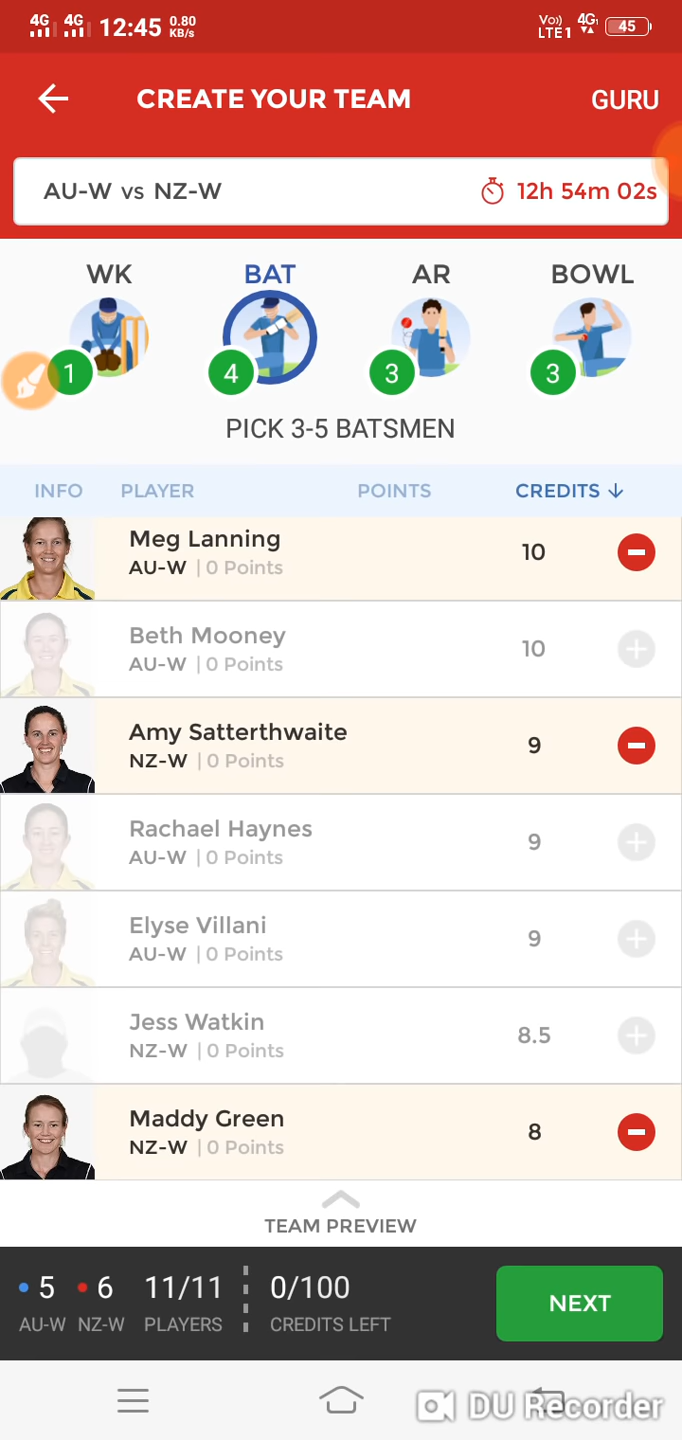 4G 4G 12:45 0.80 KB/s Vo)) LTE1 4G 45
CREATE YOUR TEAM GURU
AU-W vs NZ-W 12h 54m 02s
WK BAT AR BOWL
1 4 3 3
PICK 3-5 BATSMEN
INFO PLAYER POINTS CREDITS ↓
Meg Lanning
AU-W | 0 Points 10
Beth Mooney
AU-W | 0 Points 10
Amy Satterthwaite
NZ-W | 0 Points 9
Rachael Haynes
AU-W | 0 Points 9
Elyse Villani
AU-W | 0 Points 9
Jess Watkin
NZ-W | 0 Points 8.5
Maddy Green
NZ-W | 0 Points 8
TEAM PREVIEW
5 6 11/11 0/100 NEXT
AU-W NZ-W PLAYERS CREDITS LEFT
DU Recorder